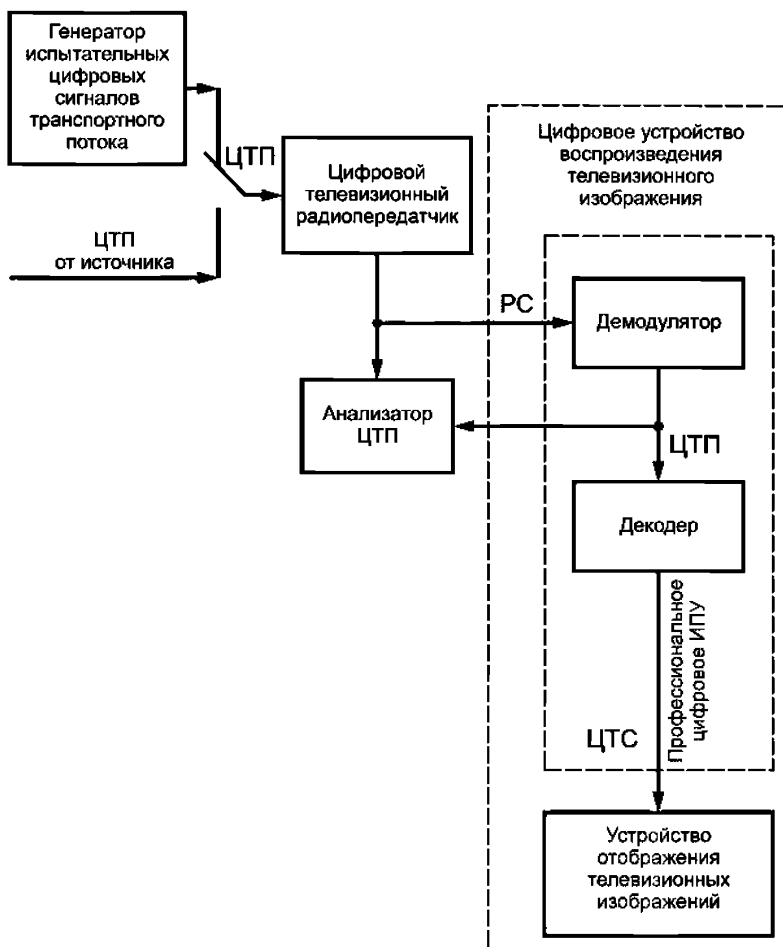 Генератор
испытательных
цифровых
сигналов
транспортного
потока
ЦТП
ЦТП
от источника
Цифровой
телевизионный
радиопередатчик
Цифровое устройство
воспроизведения
телевизионного
изображения
РС
Демодулятор
Анализатор
ЦТП
ЦТП
Декодер
Профессиональное
цифровое ИПУ
ЦТС
Устройство
отображения
телевизионных
изображений